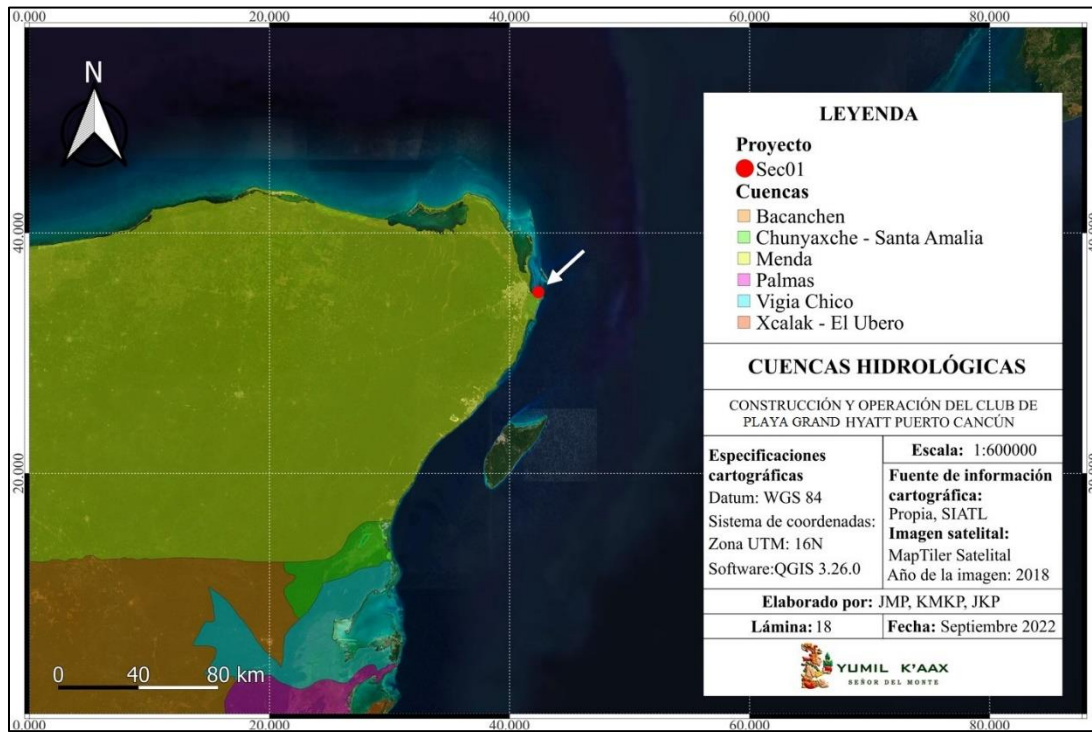 0.000 20.000 40.000 60.000 80.000
N
40.000
20.000
0 40 80 km
0.000 20.000 40.000 60.000 80.000
LEYENDA
Proyecto
Sec01
Cuencas
Bacanchen
Chunyaxche - Santa Amalia
Menda
Palmas
Vigia Chico
Xcalak - El Ubero
CUENCAS HIDROLÓGICAS
CONSTRUCCIÓN Y OPERACIÓN DEL CLUB DE
PLAYA GRAND HYATT PUERTO CANCÚN
Especificaciones
cartográficas
Datum: WGS 84
Sistema de coordenadas:
Zona UTM: 16N
Software:QGIS 3.26.0
Escala: 1:600000
Fuente de información
cartográfica:
Propia, SIATL
Imagen satelital:
MapTiler Satelital
Año de la imagen: 2018
Elaborado por: JMP, KMKP, JKP
Lámina: 18
Fecha: Septiembre 2022
YUMIL K'AAX
SEÑOR DEL MONTE